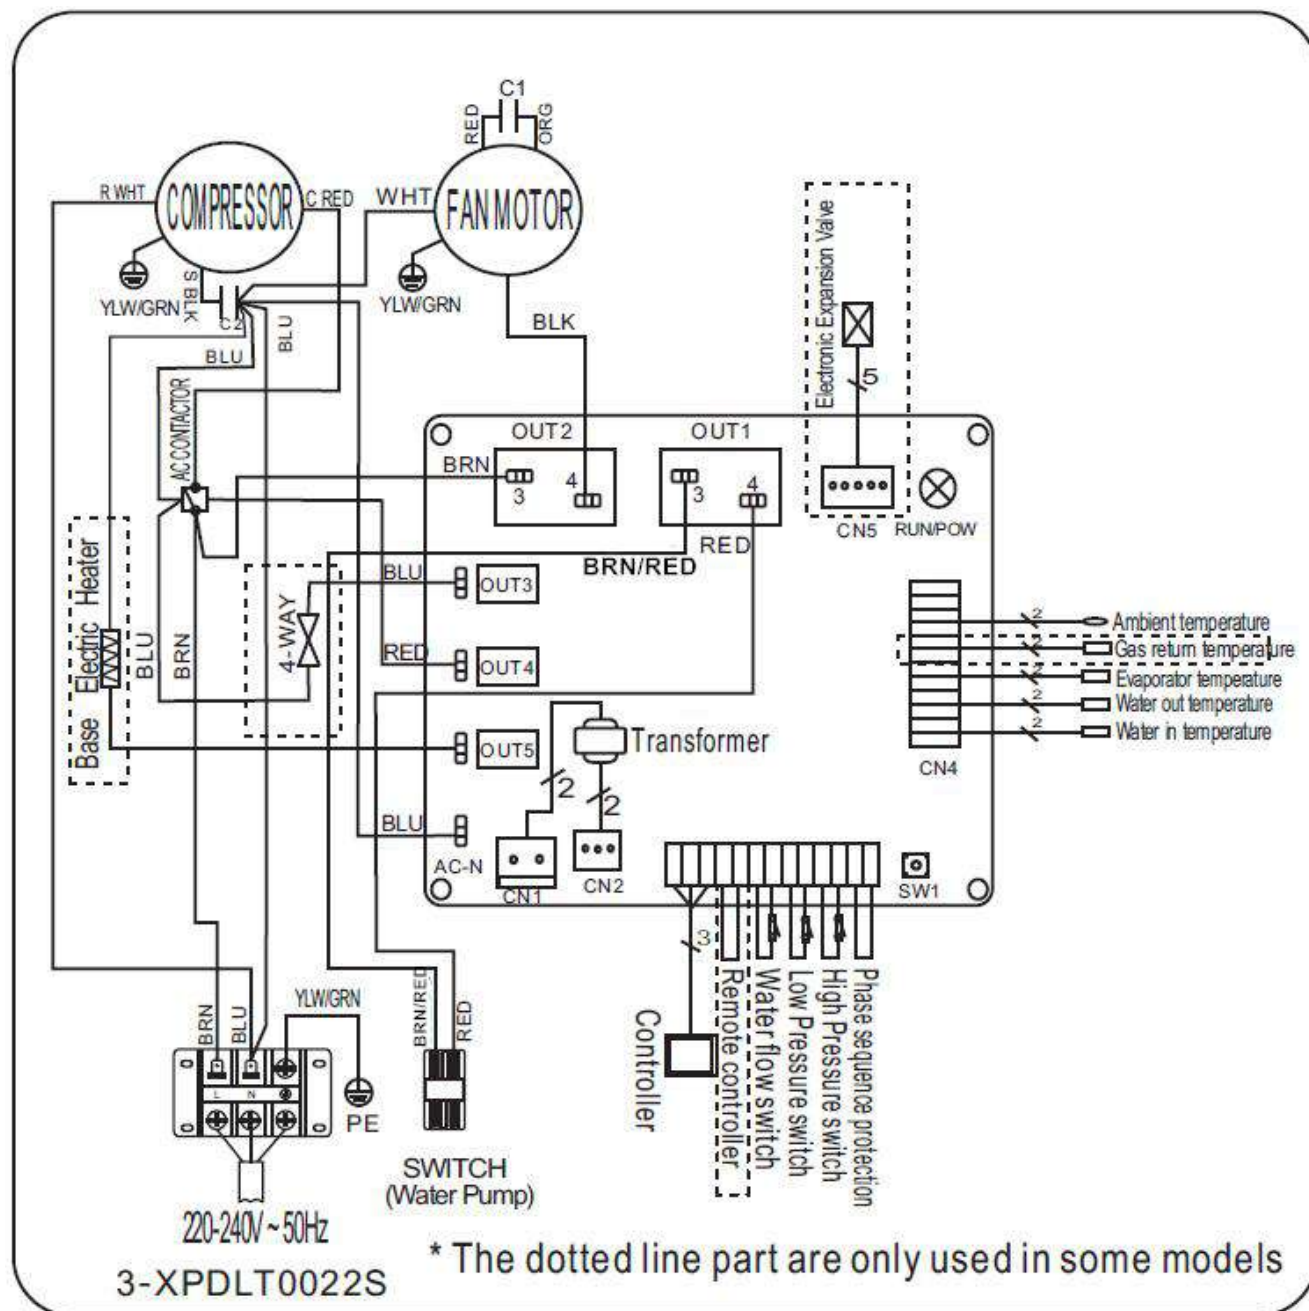 C1
RED
ORG
R WHT
COMPRESSOR
C RED
WHT
FAN MOTOR
YLW/GRN
S BLK
C2
BLU
BLU
YLW/GRN
BLK
Electronic Expansion Valve
5
AC CONTACTOR
OUT2
OUT1
BRN
3
4
3
4
CN5
RUN/POW
RED
BRN/RED
BLU
OUT3
Base Electric Heater
BLU
BRN
4-WAY
RED
OUT4
2
Ambient temperature
2
Gas return temperature
2
Evaporator temperature
2
Water out temperature
2
Water in temperature
CN4
OUT5
Transformer
2
2
BLU
AC-N
CN1
CN2
SW1
3
Controller
Remote controller
Water flow switch
Low Pressure switch
High Pressure switch
Phase sequence protection
BRN
BLU
YLW/GRN
BRN/RED
RED
L
N
PE
SWITCH
(Water Pump)
220-240V ~ 50Hz
3-XPDLT0022S
* The dotted line part are only used in some models